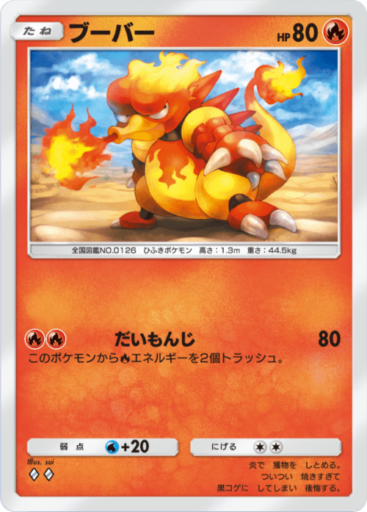 たね ブーバー HP 80
全国図鑑NO.0126 ひふきポケモン 高さ：1.3m 重さ：44.5kg
だいもんじ 80
このポケモンからエネルギーを2個トラッシュ。
弱点 +20 にげる
Illus. sui
炎で 獲物を しとめる。
ついつい 焼きすぎて
黒コゲに してしまい 後悔する。